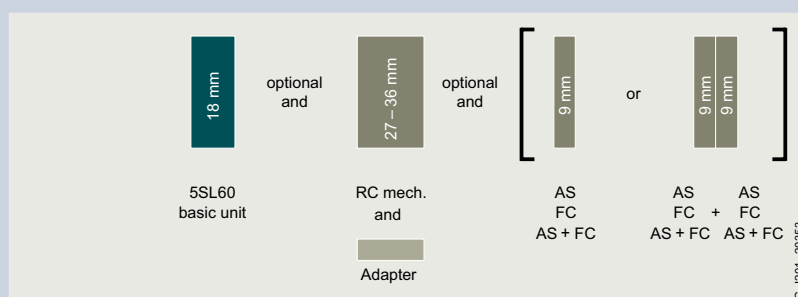 18 mm
optional
and
27 – 36 mm
optional
and
9 mm
or
9 mm
9 mm
5SL60
basic unit
RC mech.
and
Adapter
AS
FC
AS + FC
AS AS
FC + FC
AS + FC AS + FC